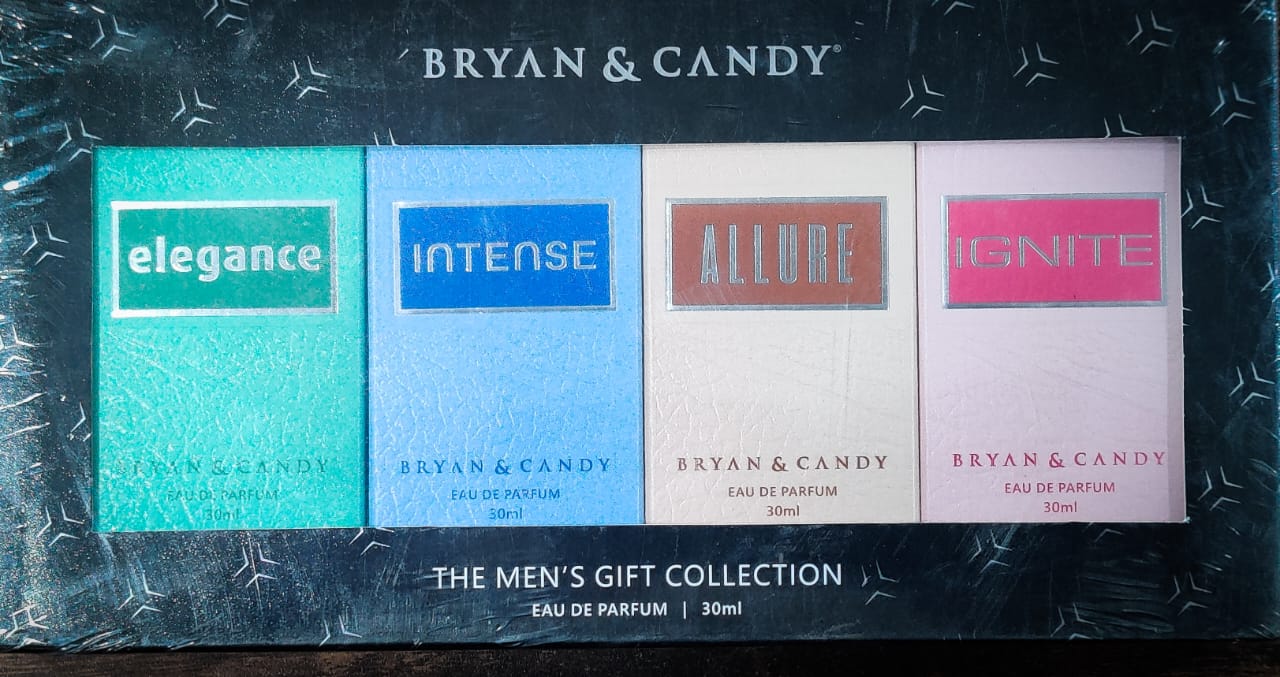 BRYAN & CANDY®
elegance
BRYAN & CANDY
EAU DE PARFUM
30ml
INTENSE
BRYAN & CANDY
EAU DE PARFUM
30ml
ALLURE
BRYAN & CANDY
EAU DE PARFUM
30ml
IGNITE
BRYAN & CANDY
EAU DE PARFUM
30ml
THE MEN'S GIFT COLLECTION
EAU DE PARFUM | 30ml